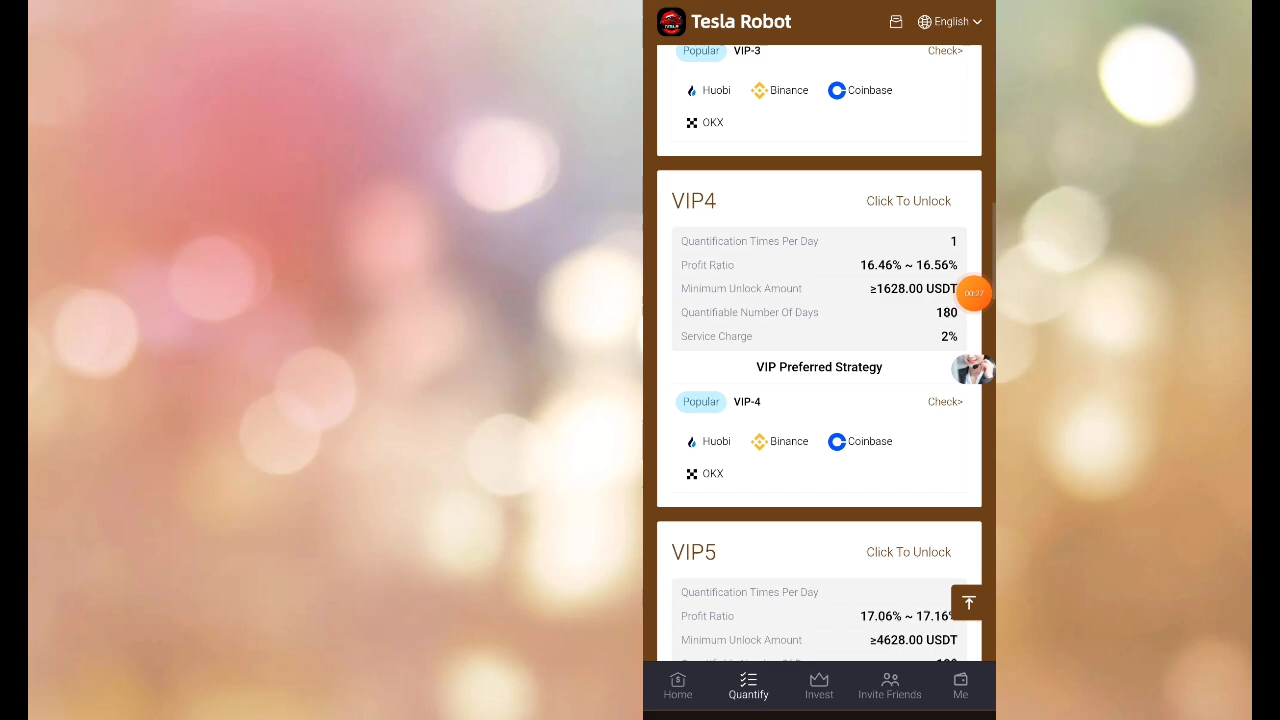 Tesla Robot English
Popular VIP-3 Check>
Huobi Binance Coinbase
OKX
VIP4 Click To Unlock
Quantification Times Per Day 1
Profit Ratio 16.46% ~ 16.56%
Minimum Unlock Amount ≥1628.00 USDT
00:27
Quantifiable Number Of Days 180
Service Charge 2%
VIP Preferred Strategy
Popular VIP-4 Check>
Huobi Binance Coinbase
OKX
VIP5 Click To Unlock
Quantification Times Per Day
Profit Ratio 17.06% ~ 17.16%
Minimum Unlock Amount ≥4628.00 USDT
Home Quantify Invest Invite Friends Me